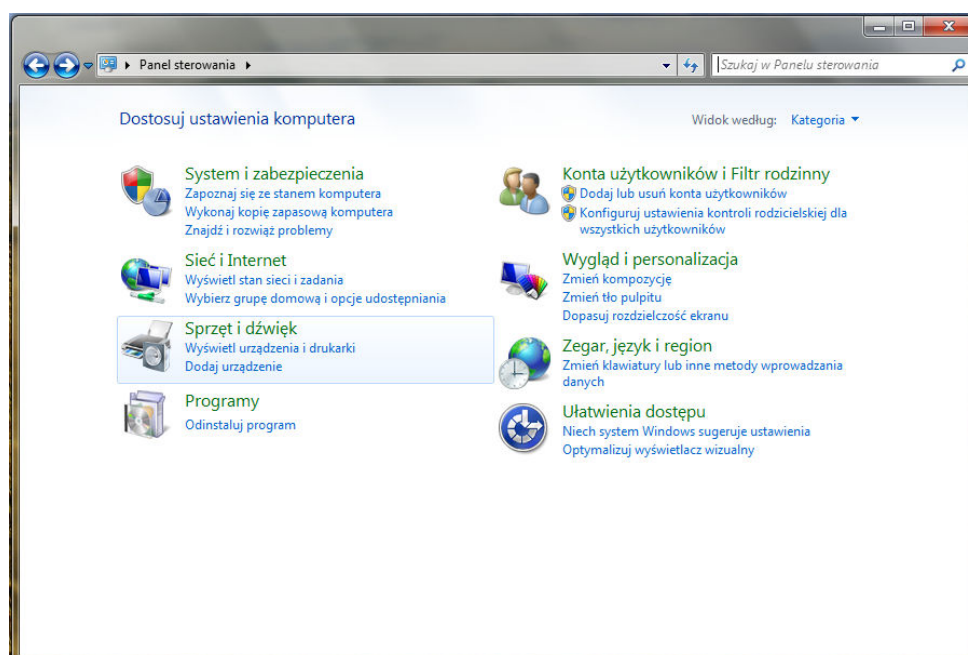 Panel sterowania
Szukaj w Panelu sterowania
Dostosuj ustawienia komputera
Widok według: Kategoria
System i zabezpieczenia
Zapoznaj się ze stanem komputera
Wykonaj kopię zapasową komputera
Znajdź i rozwiąż problemy
Sieć i Internet
Wyświetl stan sieci i zadania
Wybierz grupę domową i opcje udostępniania
Sprzęt i dźwięk
Wyświetl urządzenia i drukarki
Dodaj urządzenie
Programy
Odinstaluj program
Konta użytkowników i Filtr rodzinny
Dodaj lub usuń konta użytkowników
Konfiguruj ustawienia kontroli rodzicielskiej dla
wszystkich użytkowników
Wygląd i personalizacja
Zmień kompozycję
Zmień tło pulpitu
Dopasuj rozdzielczość ekranu
Zegar, język i region
Zmień klawiatury lub inne metody wprowadzania
danych
Ułatwienia dostępu
Niech system Windows sugeruje ustawienia
Optymalizuj wyświetlacz wizualny